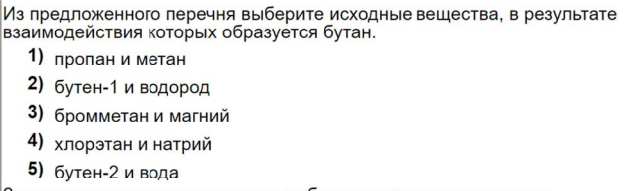 Из предложенного перечня выберите исходные вещества, в результате
взаимодействия которых образуется бутан.
1) пропан и метан
2) бутен-1 и водород
3) бромметан и магний
4) хлорэтан и натрий
5) бутен-2 и вода